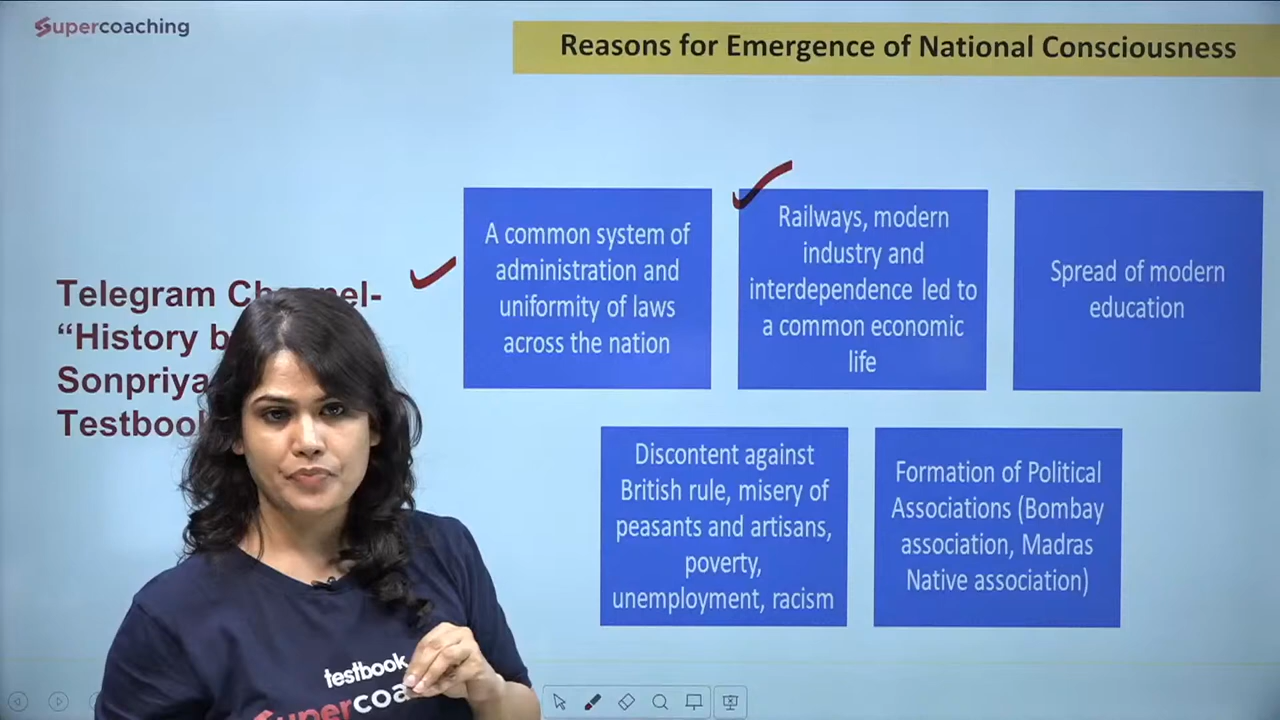 Supercoaching
Reasons for Emergence of National Consciousness
A common system of
administration and
uniformity of laws
across the nation
Railways, modern
industry and
interdependence led to
a common economic
life
Spread of modern
education
Telegram
“History
Sonpriya
Testbook
Discontent against
British rule, misery of
peasants and artisans,
poverty,
unemployment, racism
Formation of Political
Associations (Bombay
association, Madras
Native association)
testbook